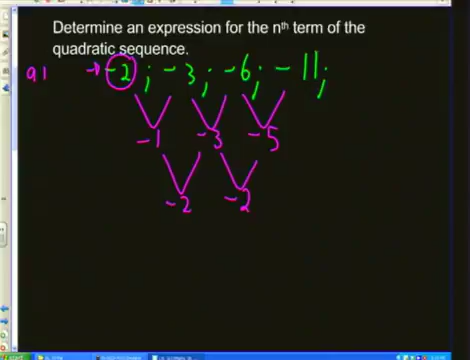 Determine an expression for the nth term of the
quadratic sequence.
a1 → -2 ; -3 ; -6 ; -11 ;
-1 -3 -5
-2 -2